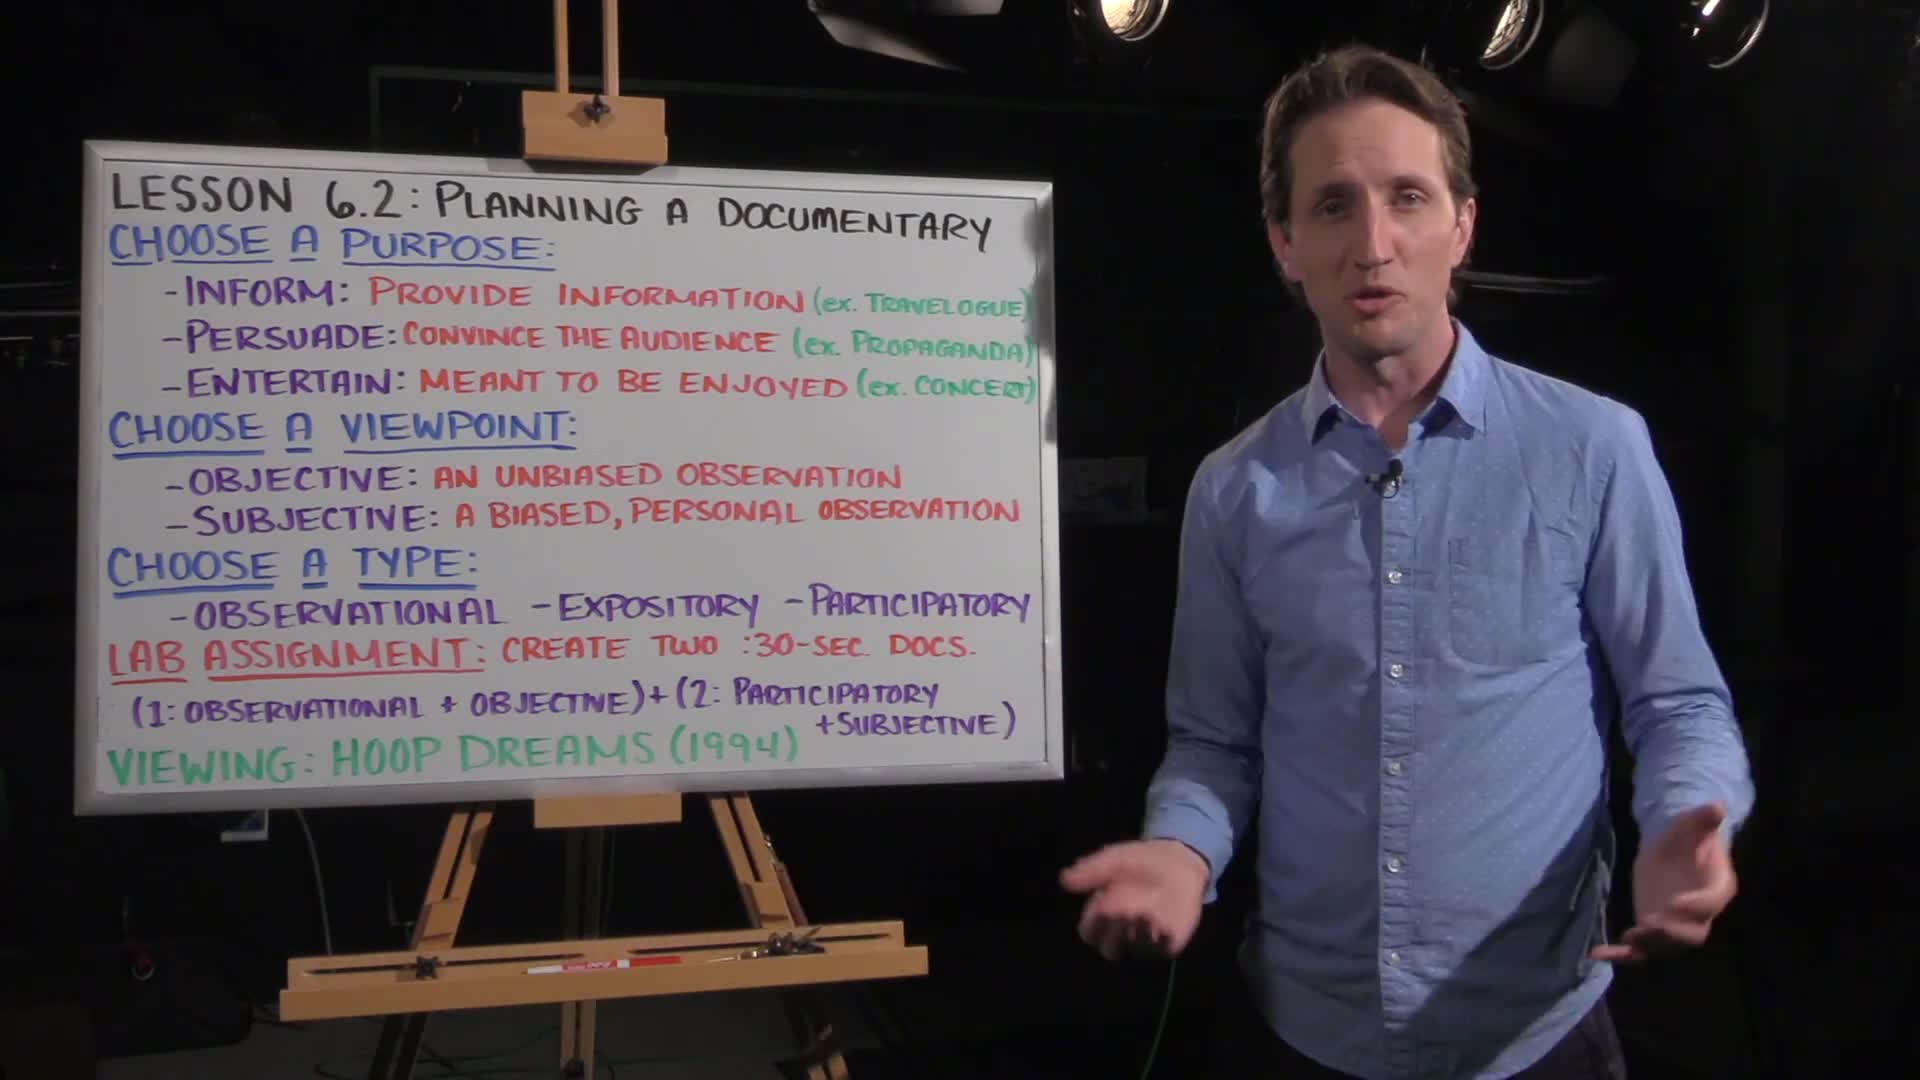 LESSON 6.2: PLANNING A DOCUMENTARY
CHOOSE A PURPOSE:
-INFORM: PROVIDE INFORMATION (ex. TRAVELOGUE)
-PERSUADE: CONVINCE THE AUDIENCE (ex. PROPAGANDA)
-ENTERTAIN: MEANT TO BE ENJOYED (ex. CONCERT)
CHOOSE A VIEWPOINT:
-OBJECTIVE: AN UNBIASED OBSERVATION
-SUBJECTIVE: A BIASED, PERSONAL OBSERVATION
CHOOSE A TYPE:
-OBSERVATIONAL -EXPOSITORY -PARTICIPATORY
LAB ASSIGNMENT: CREATE TWO :30-SEC. DOCS.
(1: OBSERVATIONAL + OBJECTIVE) + (2: PARTICIPATORY
+ SUBJECTIVE)
VIEWING: HOOP DREAMS (1994)